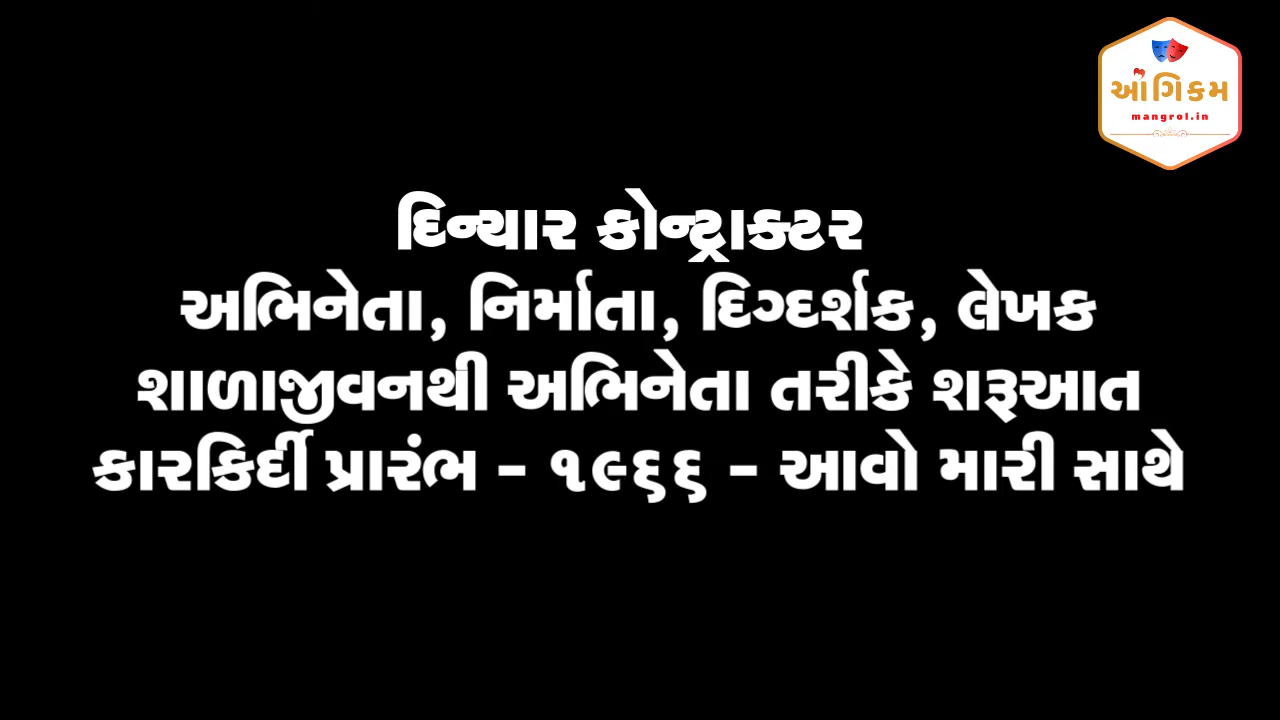 આંગિકમ
mangrol.in
દિન્યાર કોન્ટ્રાક્ટર
અભિનેતા, નિર્માતા, દિગ્દર્શક, લેખક
શાળાજીવનથી અભિનેતા તરીકે શરૂઆત
કારકિર્દી પ્રારંભ - ૧૯૬૬ - આવો મારી સાથે